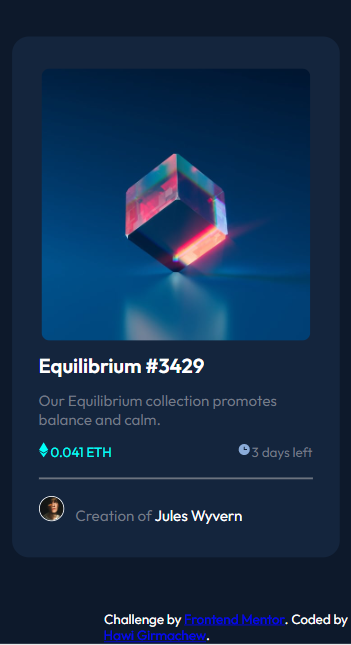 Equilibrium #3429
Our Equilibrium collection promotes
balance and calm.
0.041 ETH
3 days left
Creation of Jules Wyvern
Challenge by Frontend Mentor. Coded by
Hawi Girmachew.